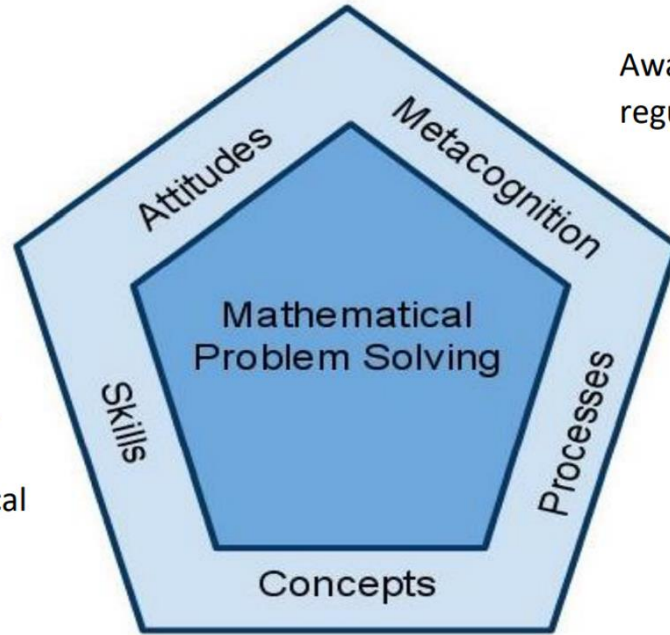 Attitudes
Metacognition
Mathematical
Problem Solving
Skills
Processes
Concepts